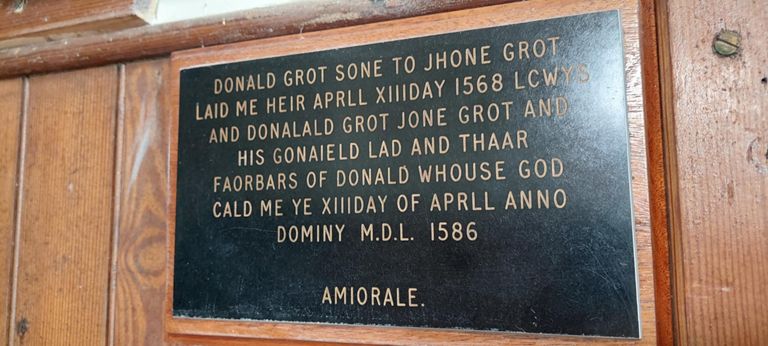 DONALD GROT SONE TO JHONE GROT
LAID ME HEIR APRLL XIIIDAY 1568 LCWYS
AND DONALALD GROT JONE GROT AND
HIS GONAIELD LAD AND THAAR
FAORBARS OF DONALD WHOUSE GOD
CALD ME YE XIIIDAY OF APRLL ANNO
DOMINY M.D.L. 1586
AMIORALE.